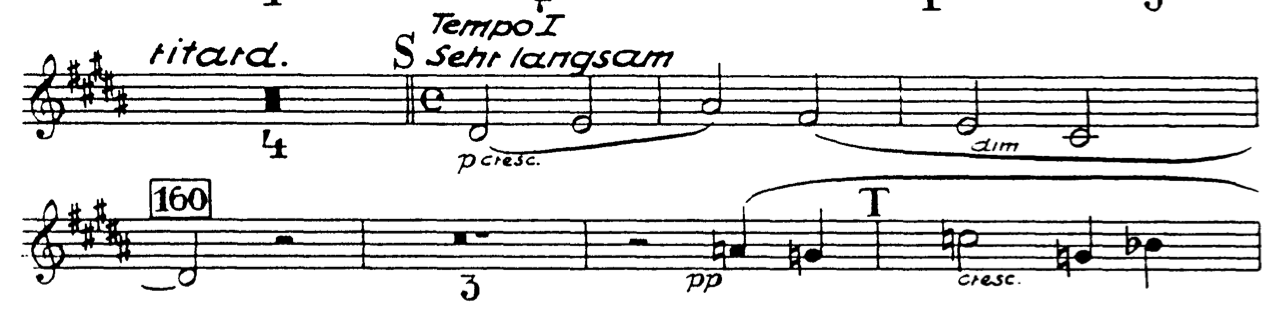 Tempo I
ritard. S Sehr langsam
4
p cresc. dim
160
T
3 pp cresc.